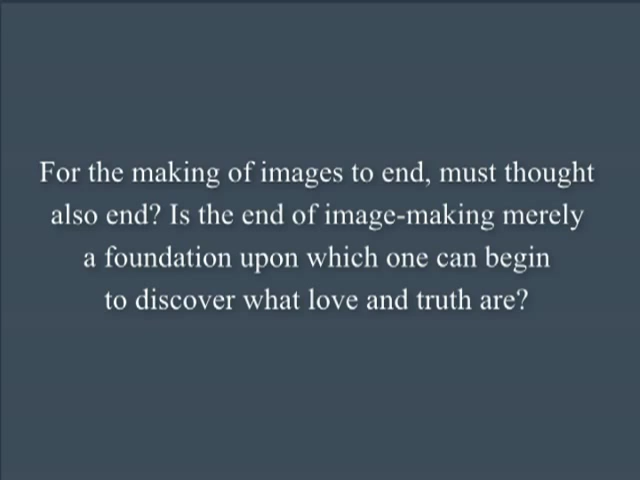 For the making of images to end, must thought
also end? Is the end of image-making merely
a foundation upon which one can begin
to discover what love and truth are?